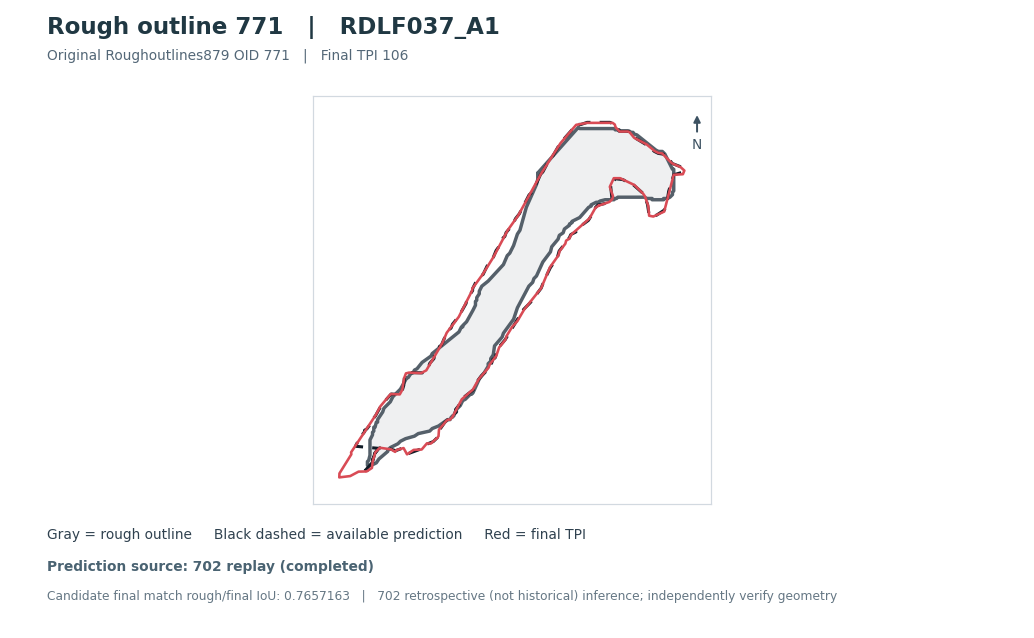 Rough outline 771   |   RDLF037_A1
Original Roughoutlines879 OID 771   |   Final TPI 106
N
Gray = rough outline     Black dashed = available prediction     Red = final TPI
Prediction source: 702 replay (completed)
Candidate final match rough/final IoU: 0.7657163   |   702 retrospective (not historical) inference; independently verify geometry